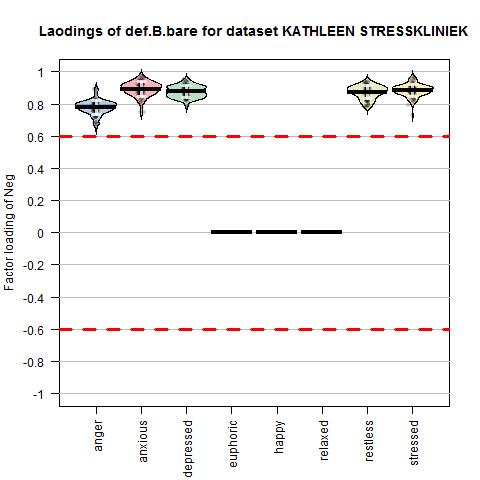 Laodings of def.B.bare for dataset KATHLEEN STRESSKLINIEK
Factor loading of Neg
1
0.8
0.6
0.4
0.2
0
-0.2
-0.4
-0.6
-0.8
-1
anger
anxious
depressed
euphoric
happy
relaxed
restless
stressed